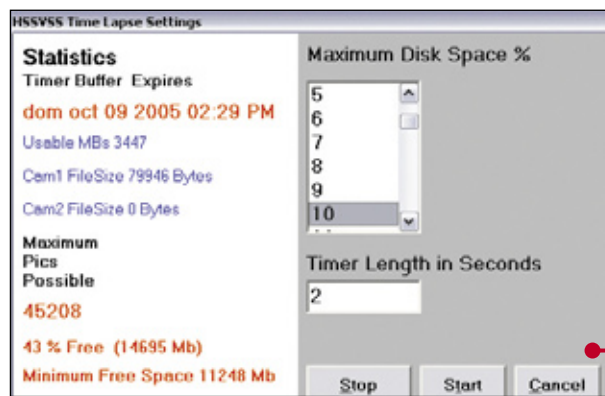 HSSVSS Time Lapse Settings
Statistics
Timer Buffer Expires
dom oct 09 2005 02:29 PM
Usable MBs 3447
Cam1 FileSize 79946 Bytes
Cam2 FileSize 0 Bytes
Maximum
Pics
Possible
45208
43 % Free (14695 Mb)
Minimum Free Space 11248 Mb
Maximum Disk Space %
5
6
7
8
9
10
Timer Length in Seconds
2
Stop Start Cancel